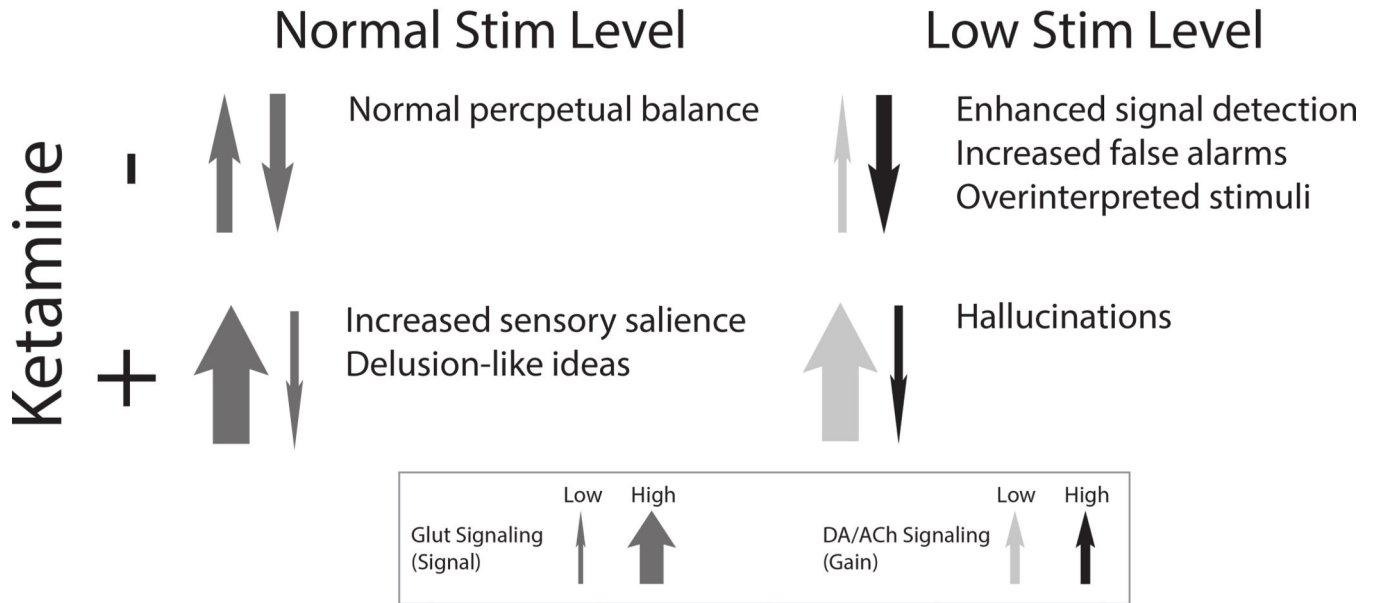 Normal Stim Level
Low Stim Level
Ketamine
-
Normal percpetual balance
Enhanced signal detection
Increased false alarms
Overinterpreted stimuli
+
Increased sensory salience
Delusion-like ideas
Hallucinations
Low High
Glut Signaling
(Signal)
Low High
DA/ACh Signaling
(Gain)